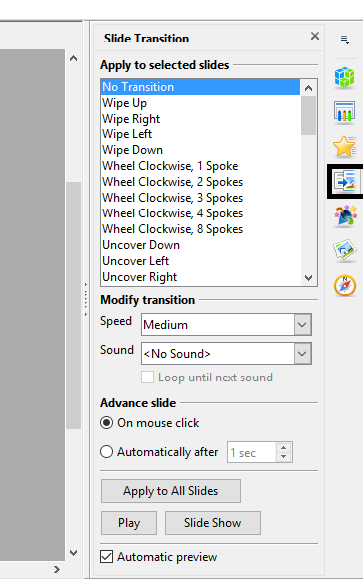 Slide Transition
Apply to selected slides
No Transition
Wipe Up
Wipe Right
Wipe Left
Wipe Down
Wheel Clockwise, 1 Spoke
Wheel Clockwise, 2 Spokes
Wheel Clockwise, 3 Spokes
Wheel Clockwise, 4 Spokes
Wheel Clockwise, 8 Spokes
Uncover Down
Uncover Left
Uncover Right
Modify transition
Speed Medium
Sound <No Sound>
Loop until next sound
Advance slide
On mouse click
Automatically after 1 sec
Apply to All Slides
Play Slide Show
Automatic preview